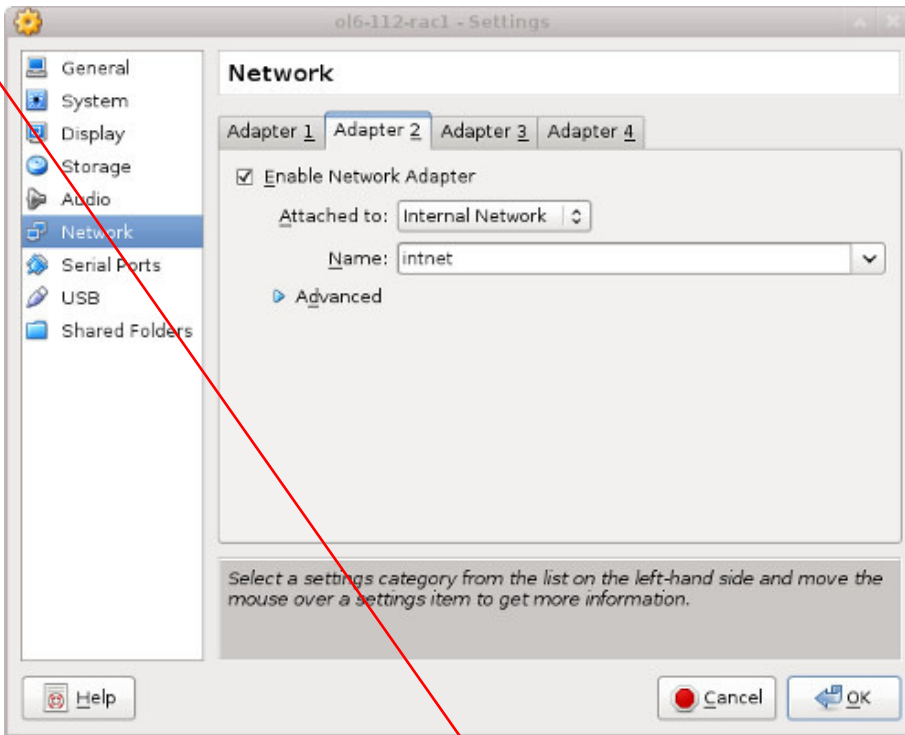 ol6-112-rac1 - Settings
General
System
Display
Storage
Audio
Network
Serial Ports
USB
Shared Folders
Network
Adapter 1 Adapter 2 Adapter 3 Adapter 4
Enable Network Adapter
Attached to: Internal Network
Name: intnet
Advanced
Select a settings category from the list on the left-hand side and move the
mouse over a settings item to get more information.
Help
Cancel
OK